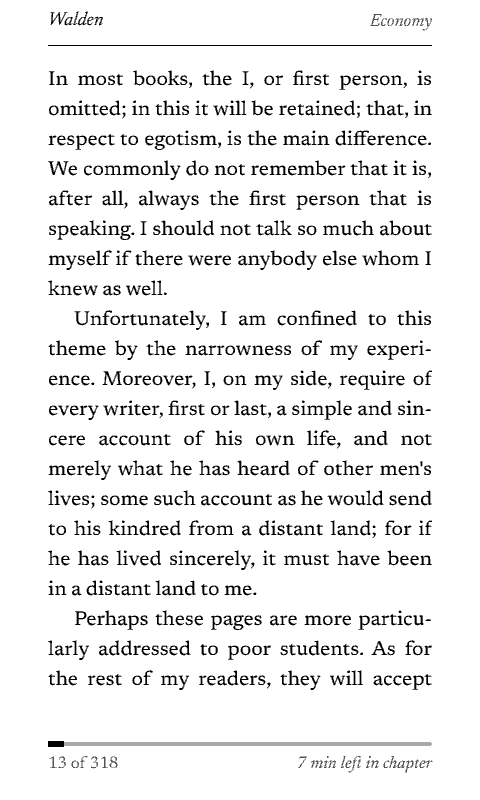 Walden
Economy
In most books, the I, or first person, is
omitted; in this it will be retained; that, in
respect to egotism, is the main difference.
We commonly do not remember that it is,
after all, always the first person that is
speaking. I should not talk so much about
myself if there were anybody else whom I
knew as well.
Unfortunately, I am confined to this
theme by the narrowness of my experi-
ence. Moreover, I, on my side, require of
every writer, first or last, a simple and sin-
cere account of his own life, and not
merely what he has heard of other men's
lives; some such account as he would send
to his kindred from a distant land; for if
he has lived sincerely, it must have been
in a distant land to me.
Perhaps these pages are more particu-
larly addressed to poor students. As for
the rest of my readers, they will accept
13 of 318
7 min left in chapter